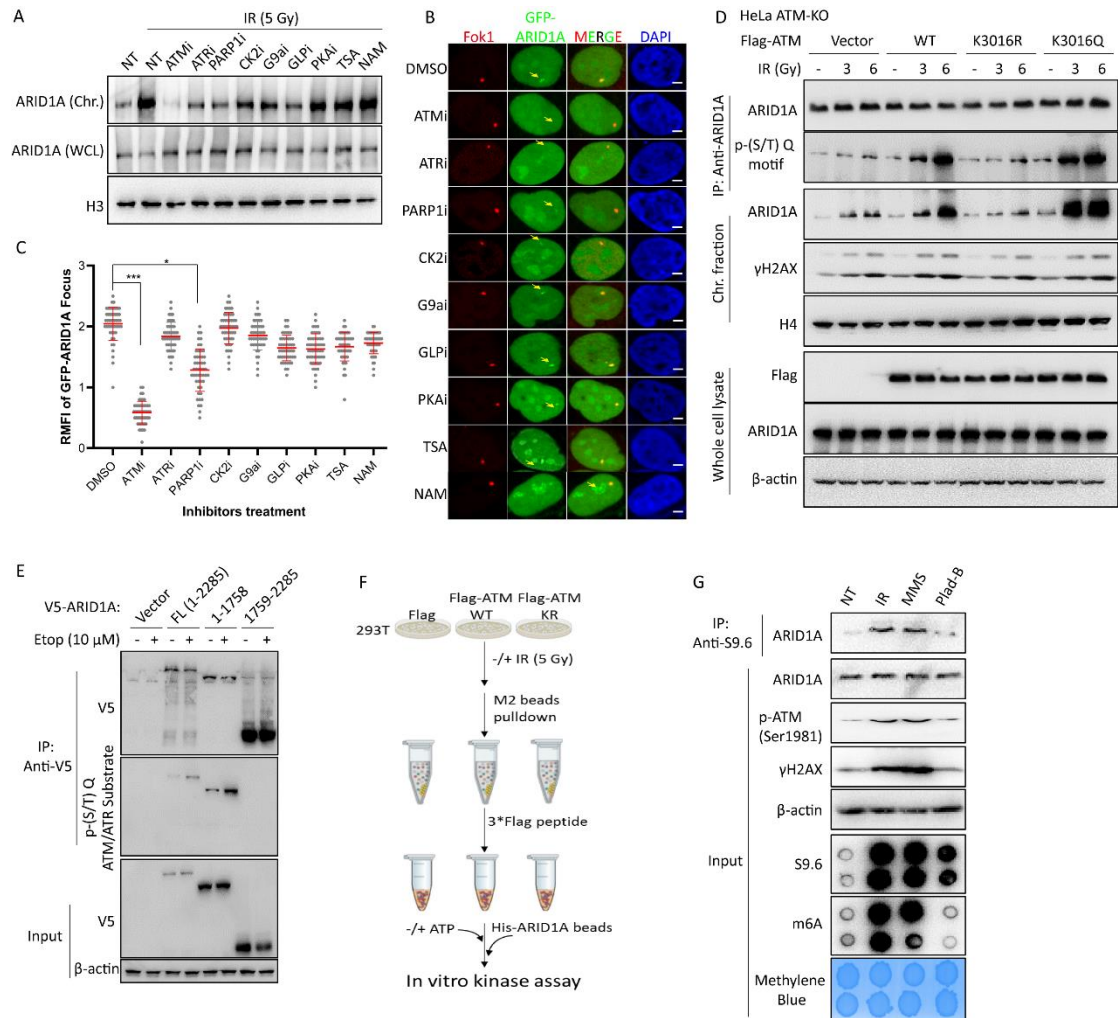 A
IR (5 Gy)
NT NT ATMi ATRi PARP1i CK2i G9ai GLPi PKAi TSA NAM
ARID1A (Chr.)
ARID1A (WCL)
H3
B
Fok1 GFP-ARID1A MERGE DAPI
DMSO
ATMi
ATRi
PARP1i
CK2i
G9ai
GLPi
PKAi
TSA
NAM
C
RMFI of GFP-ARID1A Focus
3
2
1
0
***
*
DMSO ATMi ATRi PARP1i CK2i G9ai GLPi PKAi TSA NAM
Inhibitors treatment
D
HeLa ATM-KO
Flag-ATM Vector WT K3016R K3016Q
IR (Gy) - 3 6 - 3 6 - 3 6 - 3 6
IP: Anti-ARID1A
ARID1A
p-(S/T) Q
motif
Chr. fraction
ARID1A
γH2AX
H4
Whole cell lysate
Flag
ARID1A
β-actin
E
V5-ARID1A: Vector FL (1-2285) 1-1758 1759-2285
Etop (10 μM) - + - + - + - +
IP:
Anti-V5
V5
p-(S/T) Q
ATM/ATR Substrate
Input
V5
β-actin
F
Flag Flag-ATM WT Flag-ATM KR
293T
-/+ IR (5 Gy)
M2 beads
pulldown
3*Flag peptide
-/+ ATP His-ARID1A beads
In vitro kinase assay
G
NT IR MMS Plad-B
IP:
Anti-S9.6
ARID1A
Input
ARID1A
p-ATM
(Ser1981)
γH2AX
β-actin
S9.6
m6A
Methylene
Blue